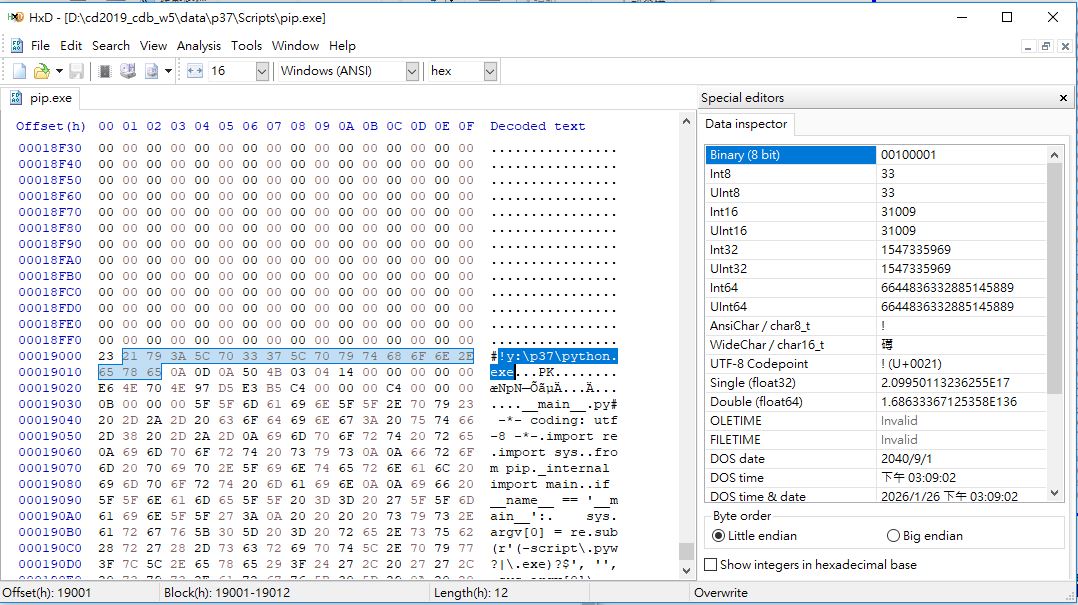 HxD - [D:\cd2019_cdb_w5\data\p37\Scripts\pip.exe]
File Edit Search View Analysis Tools Window Help
16 Windows (ANSI) hex
pip.exe
Offset(h) 00 01 02 03 04 05 06 07 08 09 0A 0B 0C 0D 0E 0F Decoded text
00018F30 00 00 00 00 00 00 00 00 00 00 00 00 00 00 00 00 ................
00018F40 00 00 00 00 00 00 00 00 00 00 00 00 00 00 00 00 ................
00018F50 00 00 00 00 00 00 00 00 00 00 00 00 00 00 00 00 ................
00018F60 00 00 00 00 00 00 00 00 00 00 00 00 00 00 00 00 ................
00018F70 00 00 00 00 00 00 00 00 00 00 00 00 00 00 00 00 ................
00018F80 00 00 00 00 00 00 00 00 00 00 00 00 00 00 00 00 ................
00018F90 00 00 00 00 00 00 00 00 00 00 00 00 00 00 00 00 ................
00018FA0 00 00 00 00 00 00 00 00 00 00 00 00 00 00 00 00 ................
00018FB0 00 00 00 00 00 00 00 00 00 00 00 00 00 00 00 00 ................
00018FC0 00 00 00 00 00 00 00 00 00 00 00 00 00 00 00 00 ................
00018FD0 00 00 00 00 00 00 00 00 00 00 00 00 00 00 00 00 ................
00018FE0 00 00 00 00 00 00 00 00 00 00 00 00 00 00 00 00 ................
00018FF0 00 00 00 00 00 00 00 00 00 00 00 00 00 00 00 00 ................
00019000 23 21 79 3A 5C 70 33 37 5C 70 79 74 68 6F 6E 2E #!y:\p37\python.
00019010 65 78 65 0A 0D 0A 50 4B 03 04 14 00 00 00 00 00 exe...PK........
00019020 E6 4E 70 4E 97 D5 E3 B5 C4 00 00 00 C4 00 00 00 æNpN—ÕãµÄ...Ä...
00019030 0B 00 00 00 5F 5F 6D 61 69 6E 5F 5F 2E 70 79 23 ....__main__.py#
00019040 20 2D 2A 2D 20 63 6F 64 69 6E 67 3A 20 75 74 66 -*- coding: utf
00019050 2D 38 20 2D 2A 2D 0A 69 6D 70 6F 72 74 20 72 65 -8 -*-.import re
00019060 0A 69 6D 70 6F 72 74 20 73 79 73 0A 0A 66 72 6F .import sys..fro
00019070 6D 20 70 69 70 2E 5F 69 6E 74 65 72 6E 61 6C 20 m pip._internal
00019080 69 6D 70 6F 72 74 20 6D 61 69 6E 0A 0A 69 66 20 import main..if
00019090 5F 5F 6E 61 6D 65 5F 5F 20 3D 3D 20 27 5F 5F 6D __name__ == '__m
000190A0 61 69 6E 5F 5F 27 3A 0A 20 20 20 20 73 79 73 2E ain__':.    sys.
000190B0 61 72 67 76 5B 30 5D 20 3D 20 72 65 2E 73 75 62 argv[0] = re.sub
000190C0 28 72 27 28 2D 73 63 72 69 70 74 5C 2E 70 79 77 (r'(-script\.pyw
000190D0 3F 7C 5C 2E 65 78 65 29 3F 24 27 2C 20 27 27 2C ?|\.exe)?$', '',
Special editors
Data inspector
Binary (8 bit) 00100001
Int8 33
UInt8 33
Int16 31009
UInt16 31009
Int32 1547335969
UInt32 1547335969
Int64 6644836332885145889
UInt64 6644836332885145889
AnsiChar / char8_t !
WideChar / char16_t 礡
UTF-8 Codepoint ! (U+0021)
Single (float32) 2.09950113236255E17
Double (float64) 1.68633367125358E136
OLETIME Invalid
FILETIME Invalid
DOS date 2040/9/1
DOS time 下午 03:09:02
DOS time & date 2026/1/26 下午 03:09:02
Byte order
Little endian Big endian
Show integers in hexadecimal base
Offset(h): 19001 Block(h): 19001-19012 Length(h): 12 Overwrite